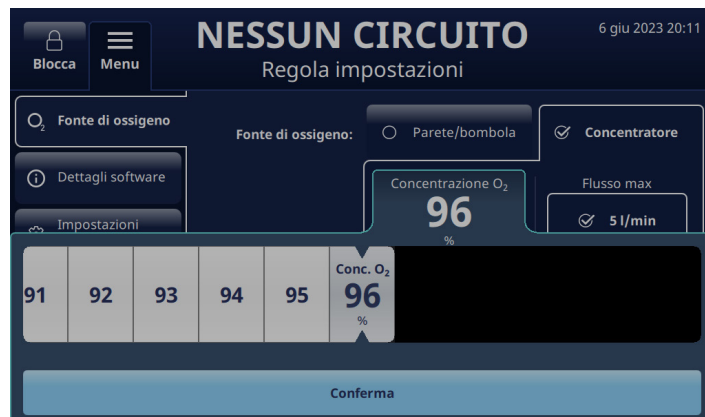 NESSUN CIRCUITO
6 giu 2023 20:11
Blocca
Menu
Regola impostazioni
O2 Fonte di ossigeno
Fonte di ossigeno:
Parete/bombola
Concentratore
Dettagli software
Concentrazione O2
96
%
Flusso max
5 l/min
Impostazioni
91 92 93 94 95
Conc. O2
96
%
Conferma